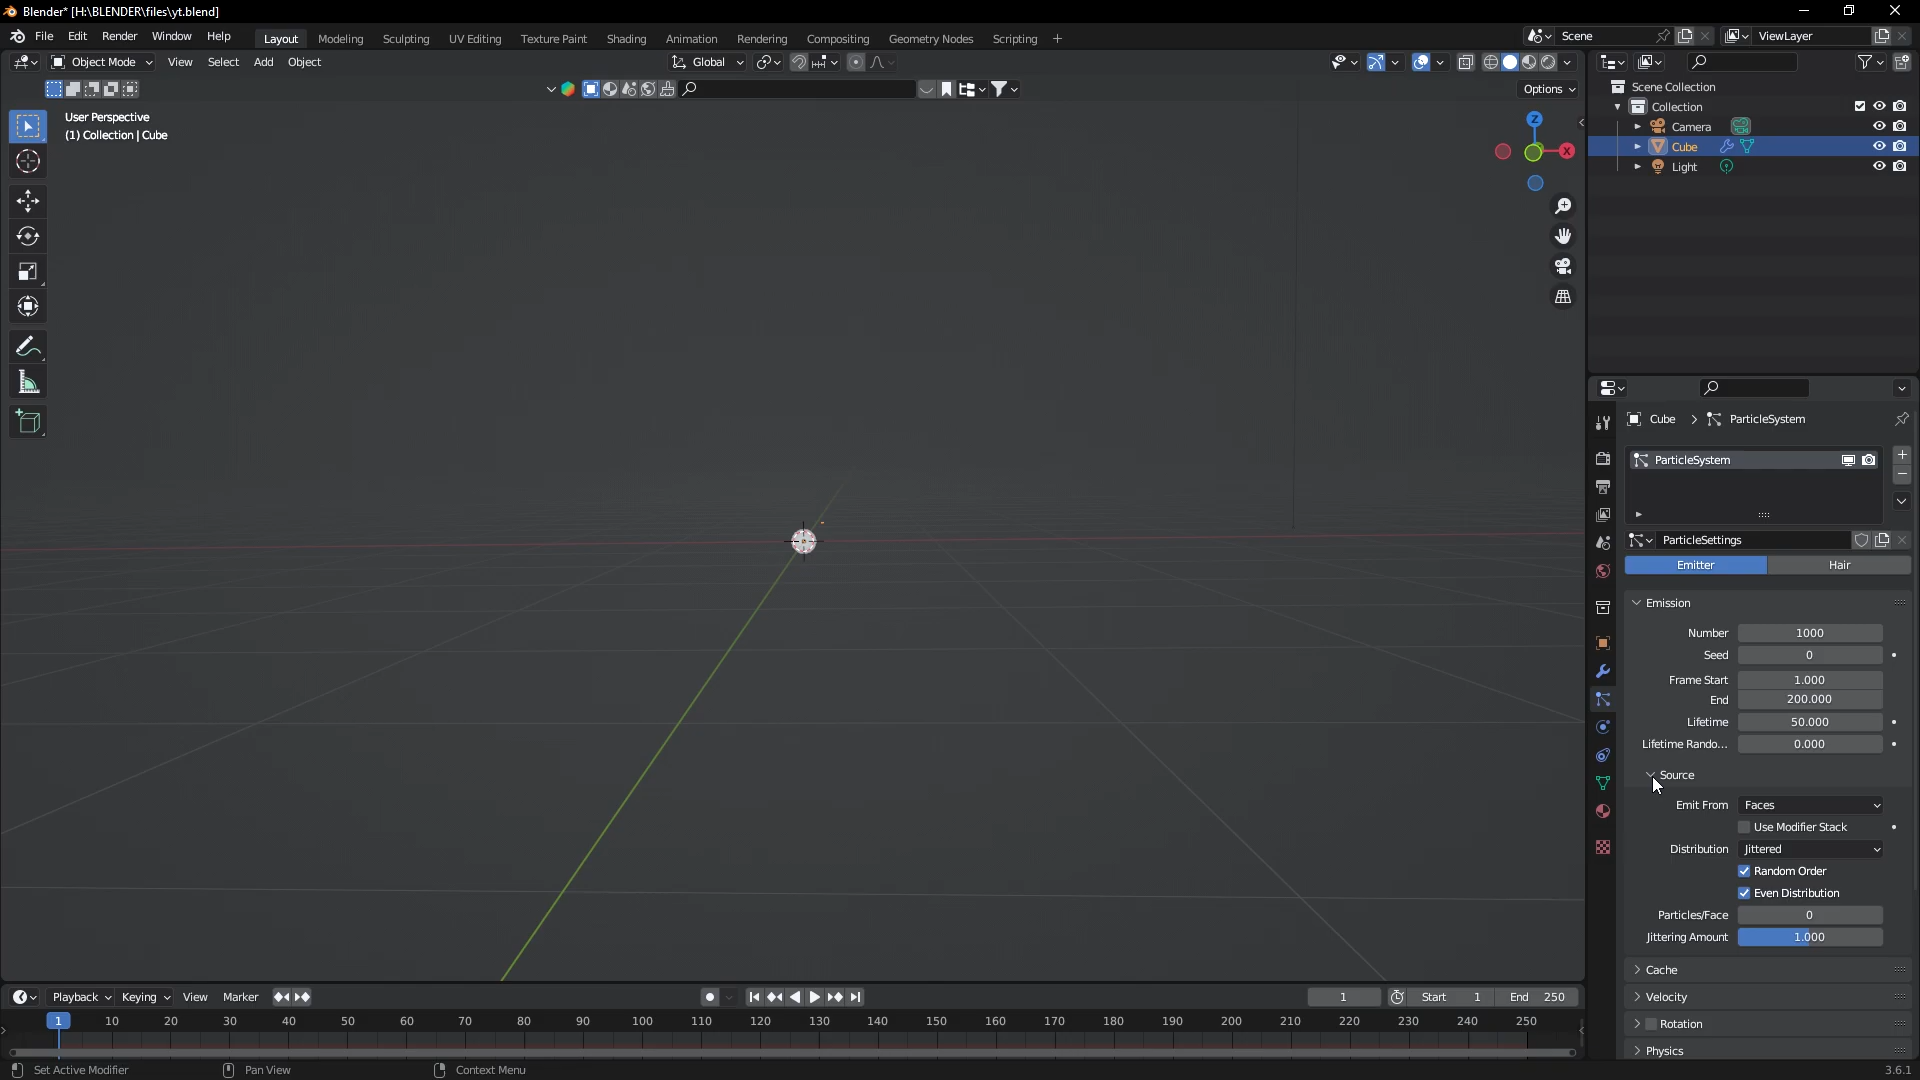 Blender* [H:\BLENDER\files\yt.blend]
File Edit Render Window Help Layout Modeling Sculpting UV Editing Texture Paint Shading Animation Rendering Compositing Geometry Nodes Scripting + Scene ViewLayer
Object Mode View Select Add Object Global
Options
User Perspective
(1) Collection | Cube
Z
X
Scene Collection
Collection
Camera
Cube
Light
Cube > ParticleSystem
ParticleSystem
ParticleSettings
Emitter Hair
Emission
Number 1000
Seed 0
Frame Start 1.000
End 200.000
Lifetime 50.000
Lifetime Rando... 0.000
Source
Emit From Faces
Use Modifier Stack
Distribution Jittered
Random Order
Even Distribution
Particles/Face 0
Jittering Amount 1.000
Cache
Velocity
Rotation
Physics
Playback Keying View Marker 1 Start 1 End 250
1 10 20 30 40 50 60 70 80 90 100 110 120 130 140 150 160 170 180 190 200 210 220 230 240 250
Set Active Modifier Pan View Context Menu 3.6.1